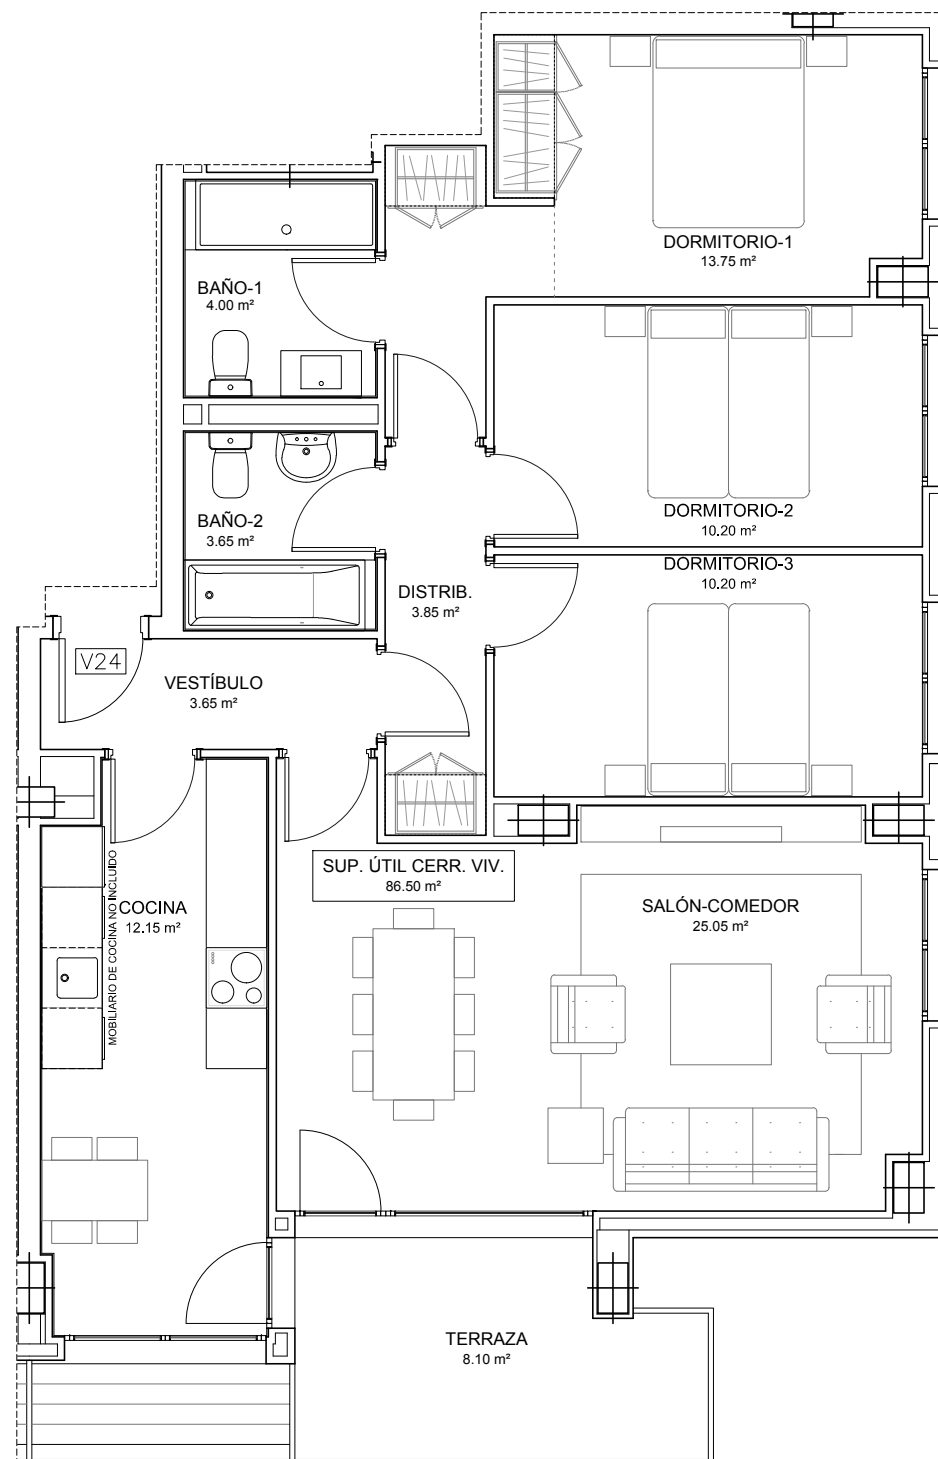 DORMITORIO-1
13.75 m²
BAÑO-1
4.00 m²
DORMITORIO-2
10.20 m²
BAÑO-2
3.65 m²
DORMITORIO-3
10.20 m²
DISTRIB.
3.85 m²
V24
VESTÍBULO
3.65 m²
SUP. ÚTIL CERR. VIV.
86.50 m²
COCINA
12.15 m²
MOBILIARIO DE COCINA NO INCLUIDO
SALÓN-COMEDOR
25.05 m²
TERRAZA
8.10 m²